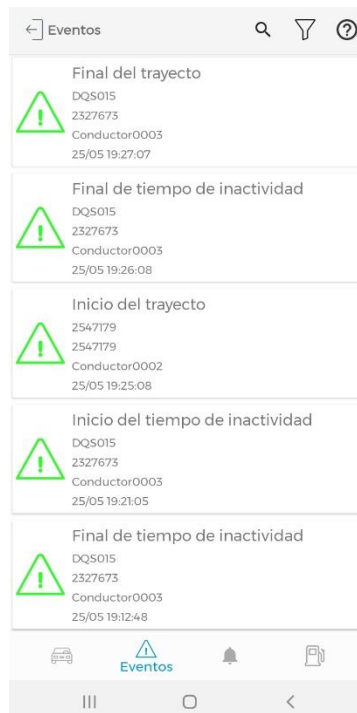 Eventos
Final del trayecto
DQS015
2327673
Conductor0003
25/05 19:27:07
Final de tiempo de inactividad
DQS015
2327673
Conductor0003
25/05 19:26:08
Inicio del trayecto
2547179
2547179
Conductor0002
25/05 19:25:08
Inicio del tiempo de inactividad
DQS015
2327673
Conductor0003
25/05 19:21:05
Final de tiempo de inactividad
DQS015
2327673
Conductor0003
25/05 19:12:48
Eventos